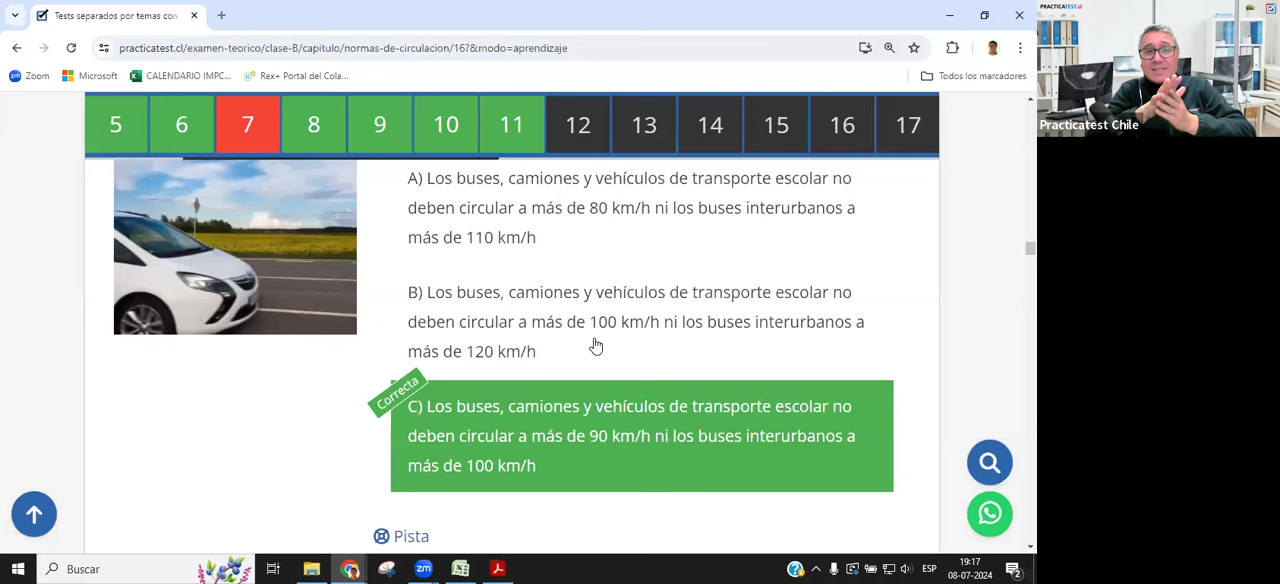 Tests separados por temas con
practicatest.cl/examen-teorico/clase-B/capitulo/normas-de-circulacion/16?&modo=aprendizaje
Zoom
Microsoft
CALENDARIO IMPC...
Rex+ Portal del Cola...
Todos los marcadores
PRACTICATEST.cl
Practicatest Chile
5 6 7 8 9 10 11 12 13 14 15 16 17
A) Los buses, camiones y vehículos de transporte escolar no
deben circular a más de 80 km/h ni los buses interurbanos a
más de 110 km/h
B) Los buses, camiones y vehículos de transporte escolar no
deben circular a más de 100 km/h ni los buses interurbanos a
más de 120 km/h
Correcta
C) Los buses, camiones y vehículos de transporte escolar no
deben circular a más de 90 km/h ni los buses interurbanos a
más de 100 km/h
Pista
Buscar
zm
ESP
19:17
08-07-2024
2